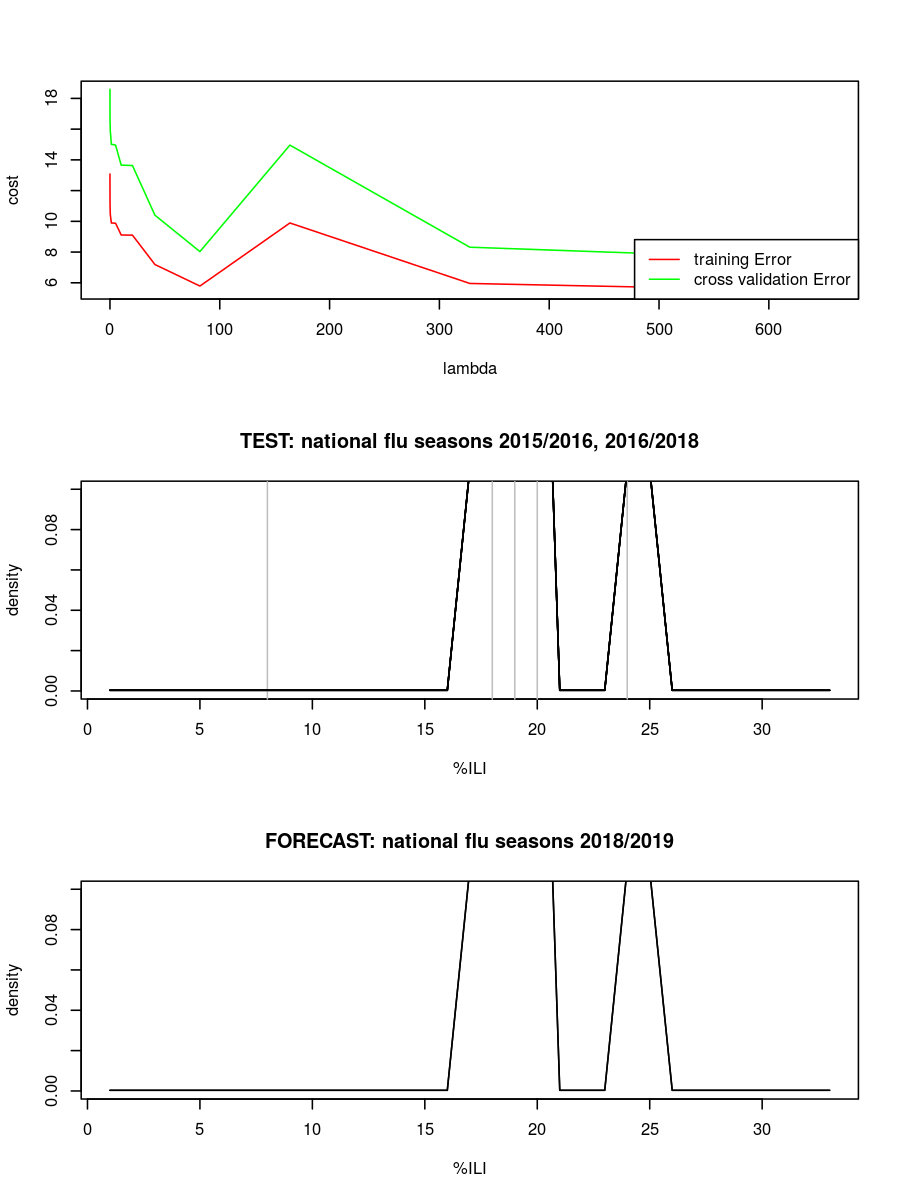 18
14
10
8
6
cost
training Error
cross validation Error
0 100 200 300 400 500 600
lambda
TEST: national flu seasons 2015/2016, 2016/2018
0.08
0.04
0.00
density
0 5 10 15 20 25 30
%ILI
FORECAST: national flu seasons 2018/2019
0.08
0.04
0.00
density
0 5 10 15 20 25 30
%ILI